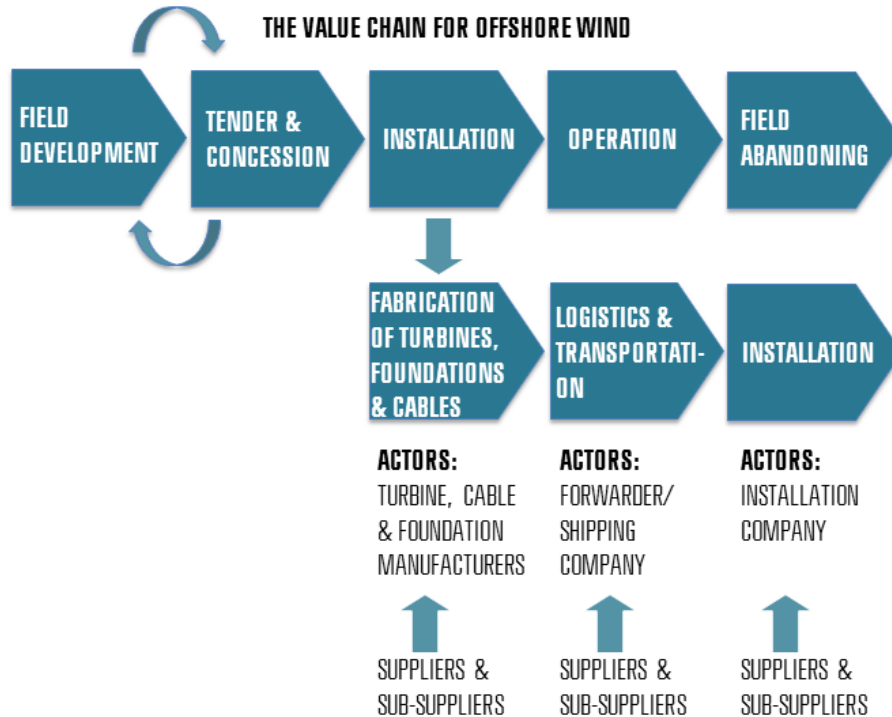 THE VALUE CHAIN FOR OFFSHORE WIND
FIELD
DEVELOPMENT
TENDER &
CONCESSION
INSTALLATION
OPERATION
FIELD
ABANDONING
FABRICATION
OF TURBINES,
FOUNDATIONS
& CABLES
LOGISTICS &
TRANSPORTATI-
ON
INSTALLATION
ACTORS:
TURBINE, CABLE
& FOUNDATION
MANUFACTURERS
ACTORS:
FORWARDER/
SHIPPING
COMPANY
ACTORS:
INSTALLATION
COMPANY
SUPPLIERS &
SUB-SUPPLIERS
SUPPLIERS &
SUB-SUPPLIERS
SUPPLIERS &
SUB-SUPPLIERS